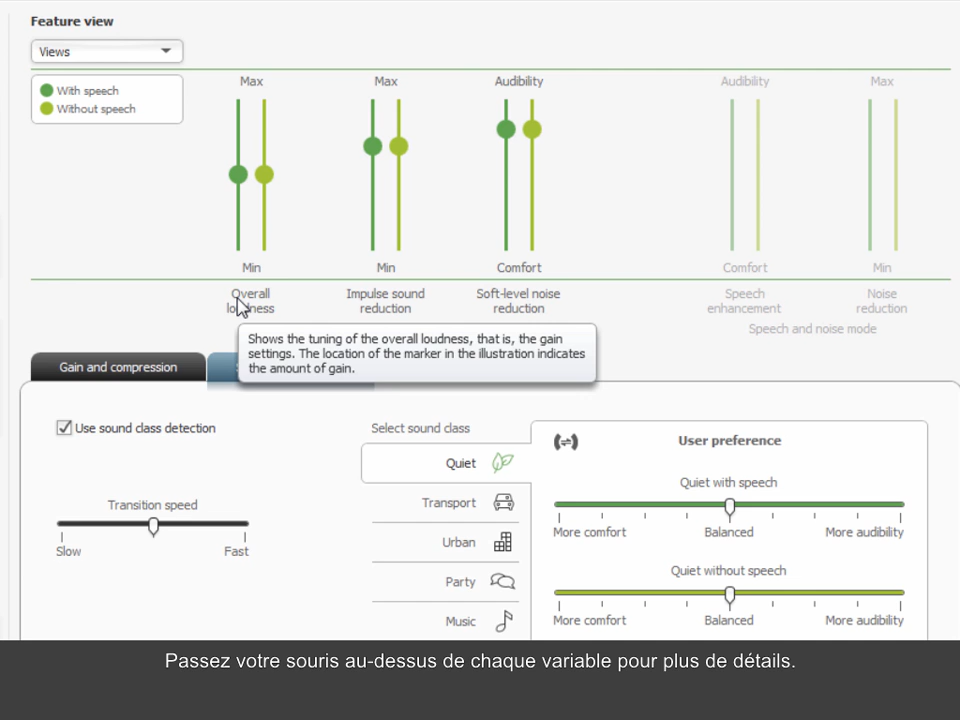 Feature view
Views
With speech
Without speech
Max
Max
Audibility
Audibility
Max
Min
Min
Comfort
Comfort
Min
Overall
loudness
Impulse sound
reduction
Soft-level noise
reduction
Speech
enhancement
Noise
reduction
Speech and noise mode
Shows the tuning of the overall loudness, that is, the gain
settings. The location of the marker in the illustration indicates
the amount of gain.
Gain and compression
Use sound class detection
Transition speed
Slow
Fast
Select sound class
Quiet
Transport
Urban
Party
Music
User preference
Quiet with speech
More comfort
Balanced
More audibility
Quiet without speech
More comfort
Balanced
More audibility
Passez votre souris au-dessus de chaque variable pour plus de détails.